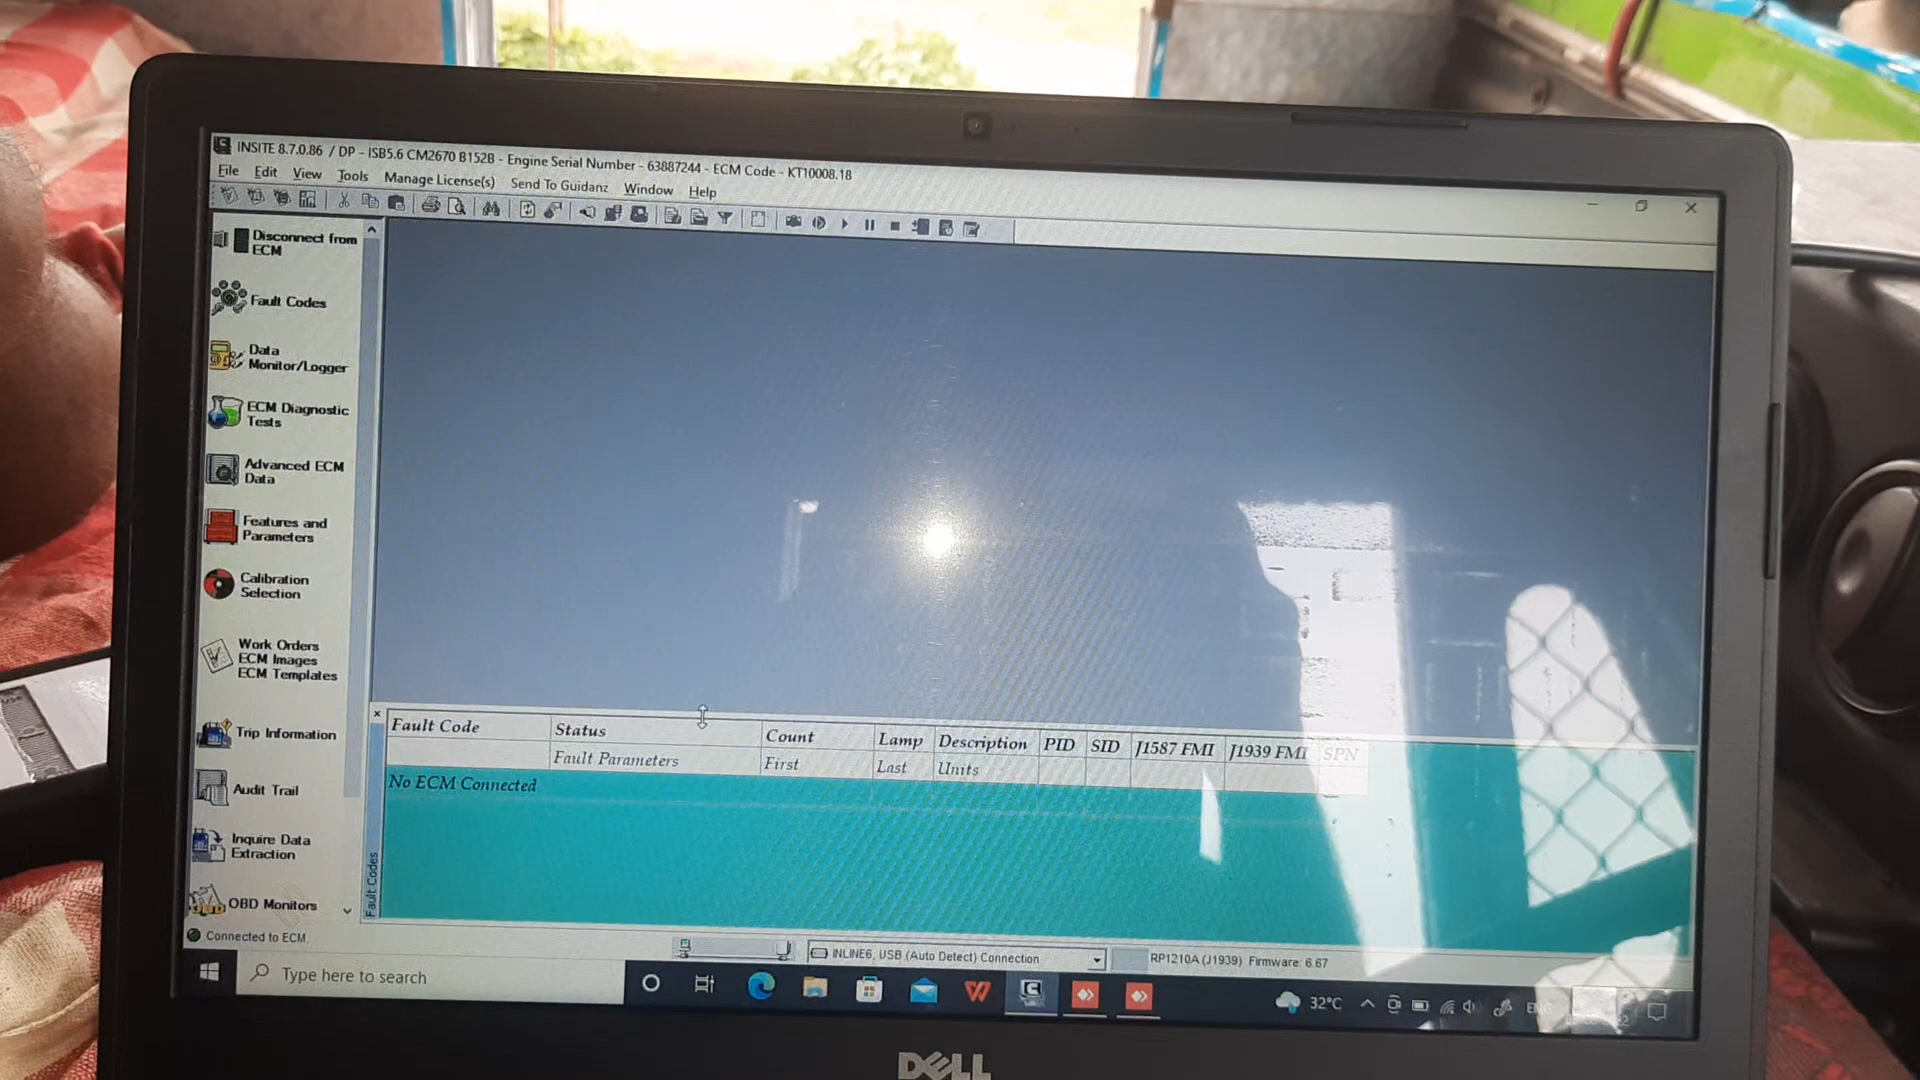 INSITE 8.7.0.86 / DP - ISB5.6 CM2670 B152B - Engine Serial Number - 63887244 - ECM Code - KT10008.18
File Edit View Tools Manage License(s) Send To Guidanz Window Help
Disconnect from
ECM
Fault Codes
Data
Monitor/Logger
ECM Diagnostic
Tests
Advanced ECM
Data
Features and
Parameters
Calibration
Selection
Work Orders
ECM Images
ECM Templates
Trip Information
Audit Trail
Inquire Data
Extraction
OBD Monitors
Fault Code Status Count Lamp Description PID SID J1587 FMI J1939 FMI SPN
Fault Parameters First Last Units
No ECM Connected
Fault Codes
Connected to ECM.
INLINE6, USB (Auto Detect) Connection
RP1210A (J1939) Firmware: 6.67
Type here to search
32°C
ENG
DELL